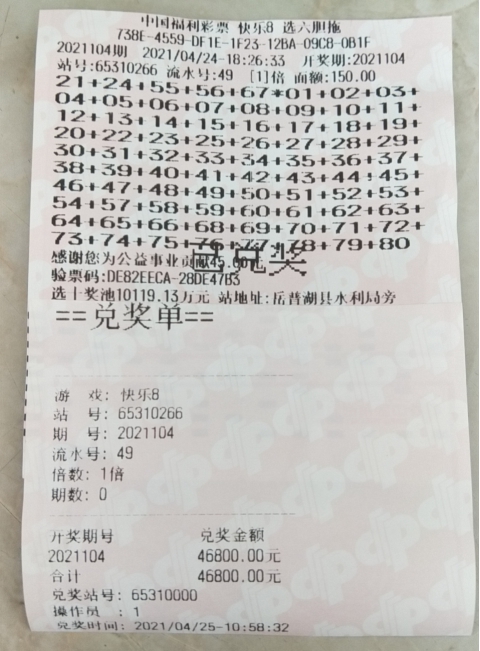 中国福利彩票 快乐8 选六胆拖
738E-4559-DF1E-1F23-12BA-09C8-0B1F
2021104期 2021/04/24-18:26:33 开奖期:2021104
站号:65310266 流水号:49 [1]倍 面额:150.00
21+24+55+56+67*01+02+03+
04+05+06+07+08+09+10+11+
12+13+14+15+16+17+18+19+
20+22+23+25+26+27+28+29+
30+31+32+33+34+35+36+37+
38+39+40+41+42+43+44+45+
46+47+48+49+50+51+52+53+
54+57+58+59+60+61+62+63+
64+65+66+68+69+70+71+72+
73+74+75+76+77+78+79+80
感谢您为公益事业贡献45.00元
已兑奖
验票码:DE82EECA-28DE47B3
选十奖池10119.13万元 站地址:岳普湖县水利局旁
==兑奖单==
游 戏: 快乐8
站 号: 65310266
期 号: 2021104
流水号: 49
倍数: 1倍
期数: 0
开奖期号 兑奖金额
2021104 46800.00元
合计 46800.00元
兑奖站号: 65310000
操作员 : 1
兑奖时间: 2021/04/25-10:58:32